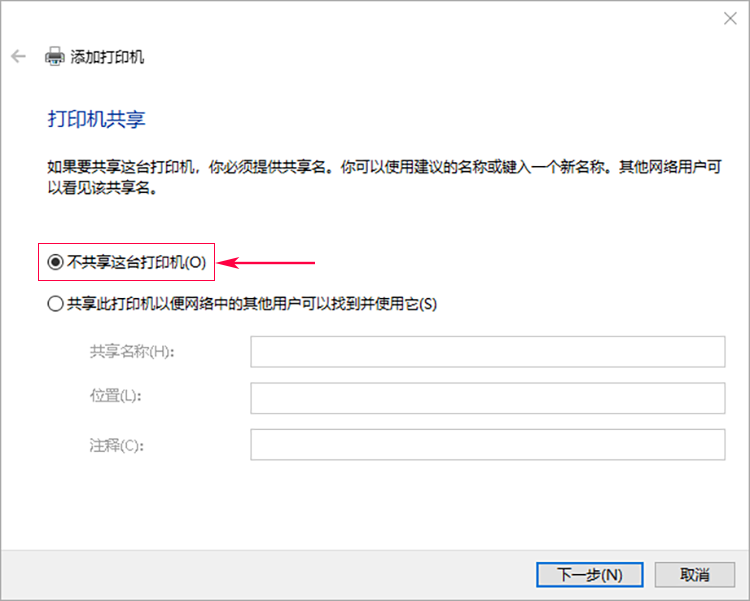 添加打印机
打印机共享
如果要共享这台打印机，你必须提供共享名。你可以使用建议的名称或键入一个新名称。其他网络用户可
以看见该共享名。
不共享这台打印机(O)
共享此打印机以便网络中的其他用户可以找到并使用它(S)
共享名称(H):
位置(L):
注释(C):
下一步(N)
取消